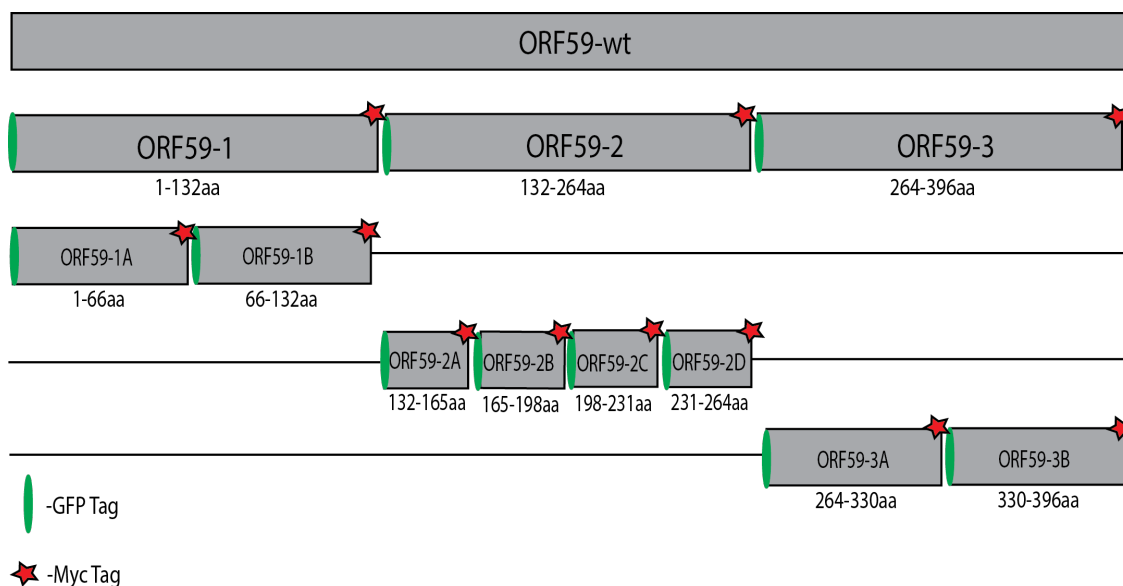 ORF59-wt
ORF59-1
ORF59-2
ORF59-3
1-132aa
132-264aa
264-396aa
ORF59-1A
ORF59-1B
1-66aa
66-132aa
ORF59-2A
ORF59-2B
ORF59-2C
ORF59-2D
132-165aa
165-198aa
198-231aa
231-264aa
ORF59-3A
ORF59-3B
264-330aa
330-396aa
-GFP Tag
-Myc Tag